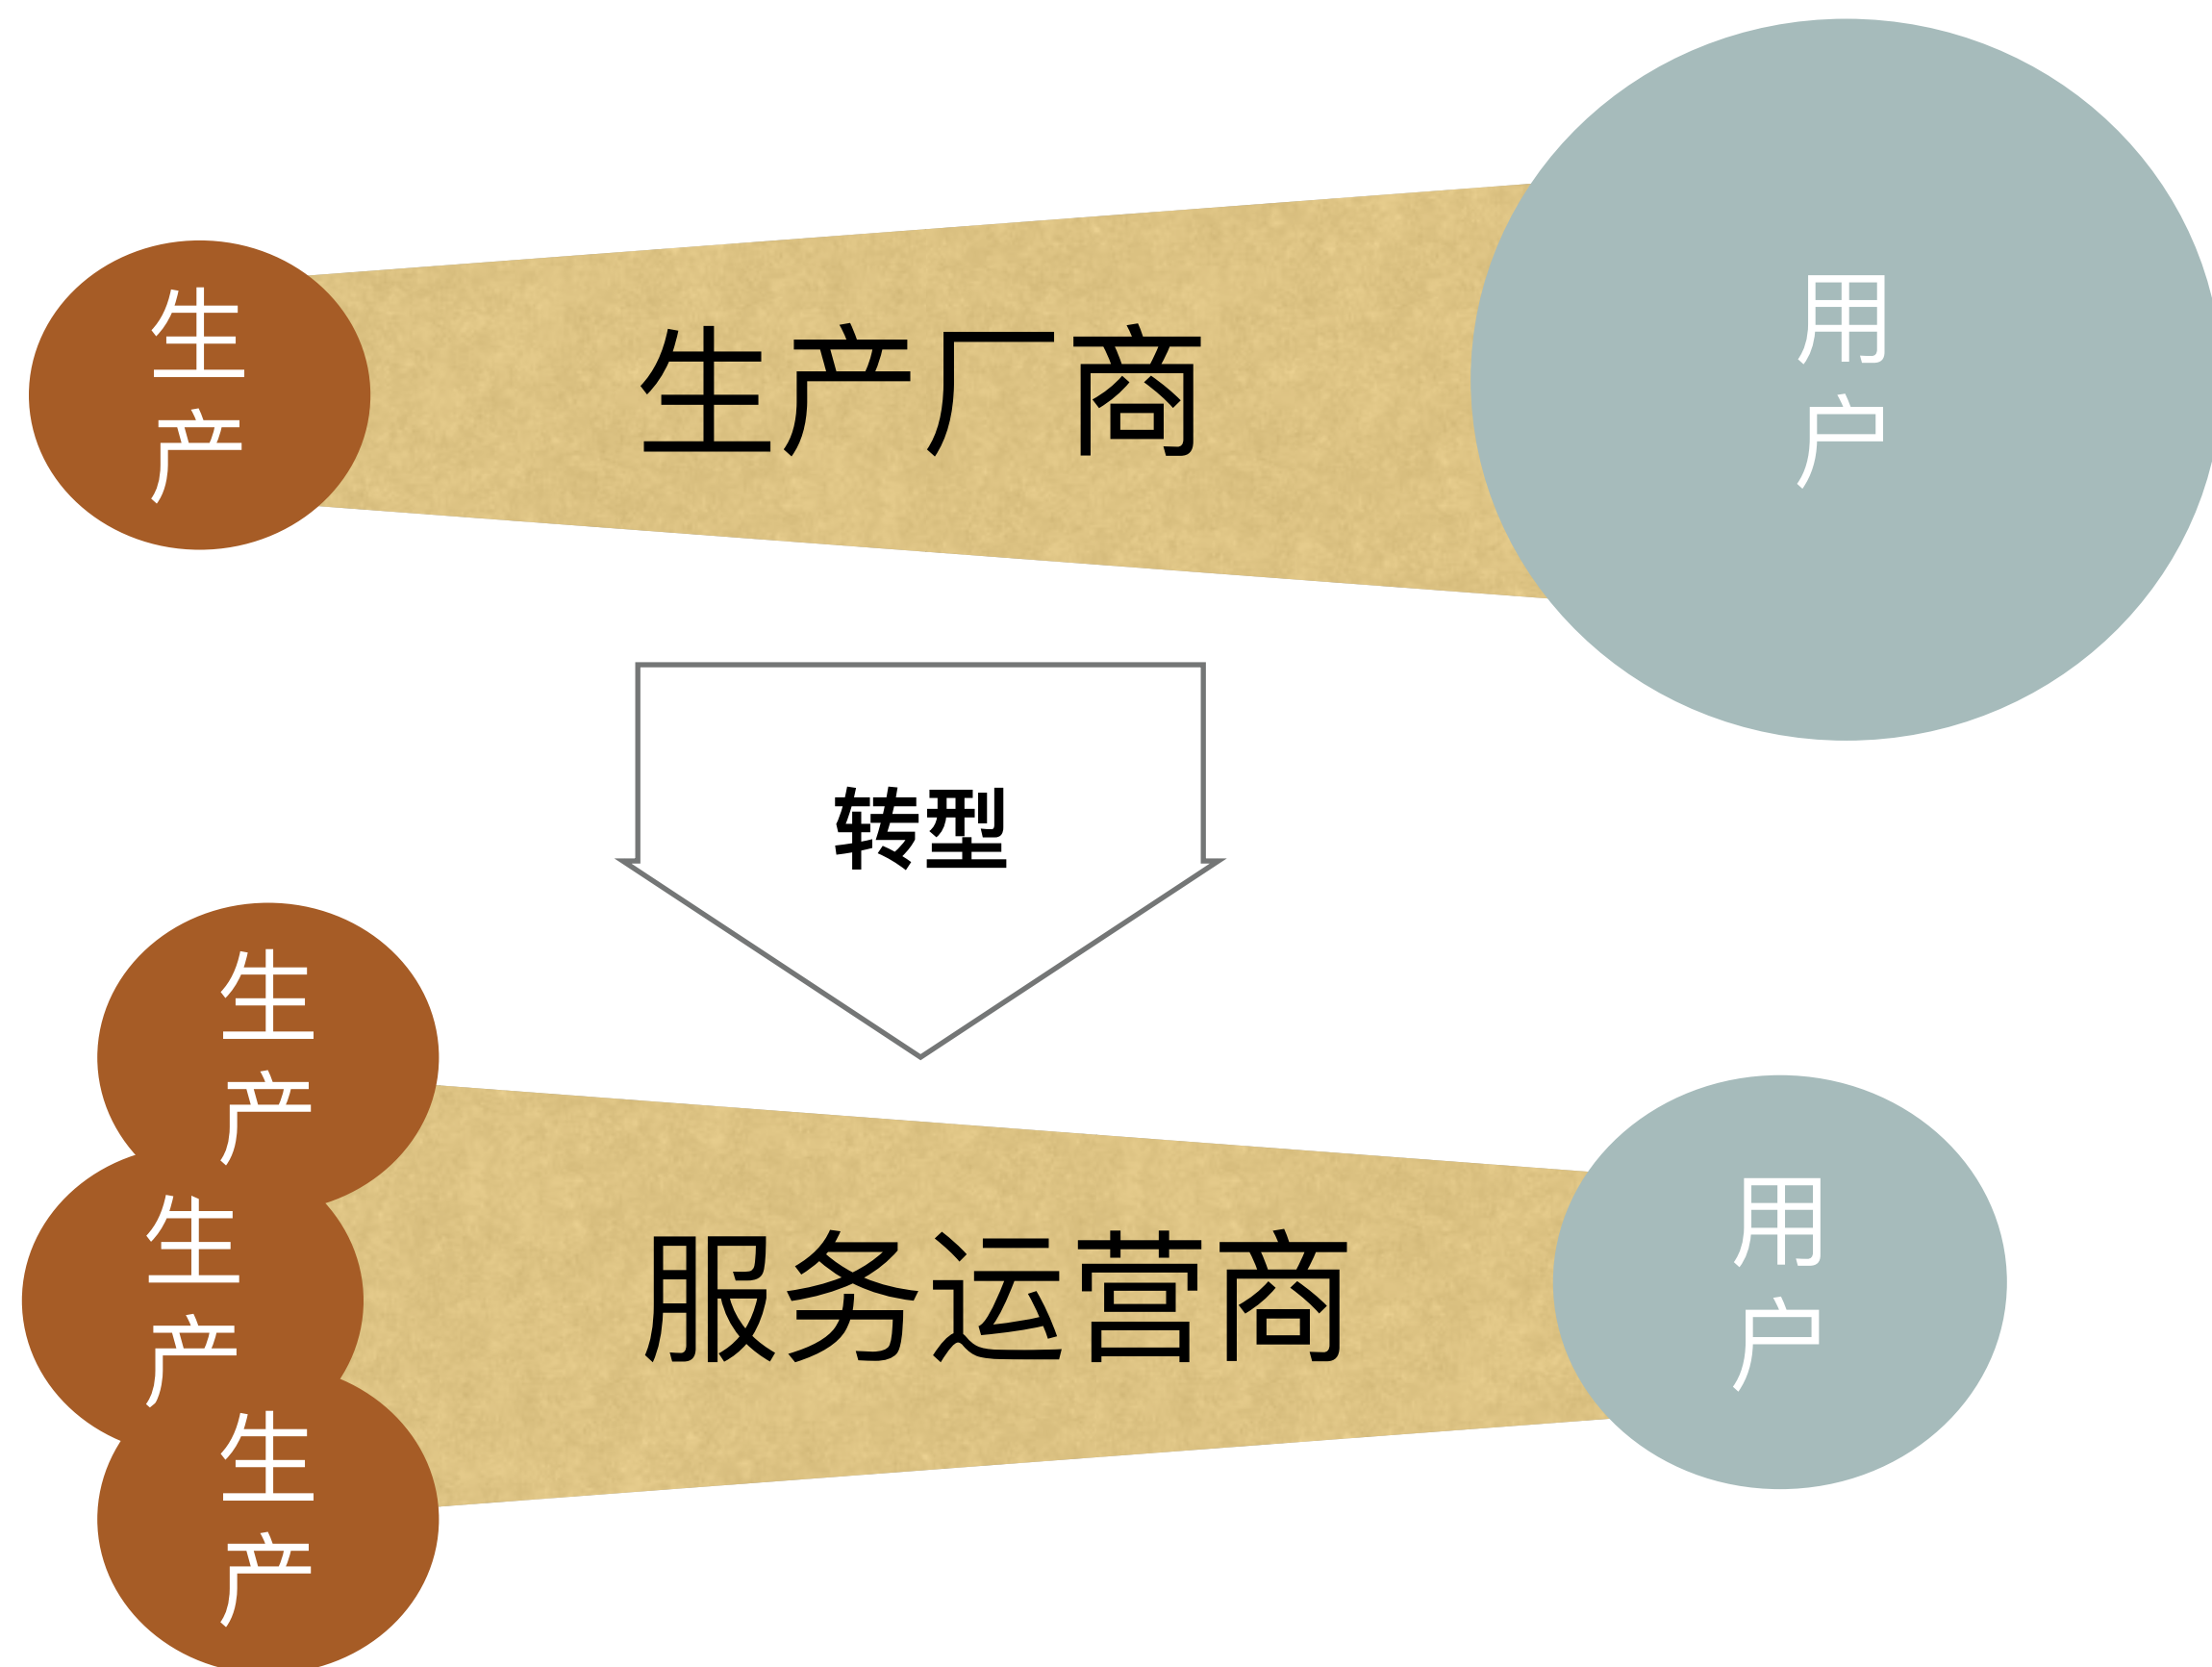 生
产
生产厂商
用
户
转型
生
产
生
产
生
产
服务运营商
用
户